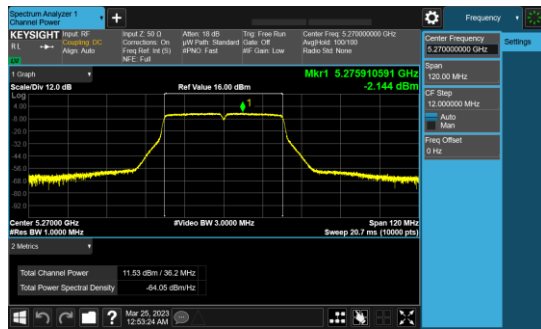 Spectrum Analyzer 1
Channel Power
+
Frequency
KEYSIGHT
Input: RF
Input Z: 50 Ω
Atten: 18 dB
Trig: Free Run
Center Freq: 5.270000000 GHz
RL
Coupling: DC
Corrections: On
µW Path: Standard
Gate: Off
Avg|Hold: 100/100
Align: Auto
Freq Ref: Int (S)
#PNO: Fast
#IF Gain: Low
Radio Std: None
NFE: Full
1 Graph
Mkr1 5.275910591 GHz
Scale/Div 12.0 dB
Ref Value 16.00 dBm
-2.144 dBm
Log
1
4.00
-8.00
-20.0
-32.0
-44.0
-56.0
-68.0
-80.0
-92.0
Center 5.27000 GHz
#Video BW 3.0000 MHz
Span 120 MHz
#Res BW 1.0000 MHz
Sweep 20.7 ms (10000 pts)
2 Metrics
Total Channel Power
11.53 dBm / 36.2 MHz
Total Power Spectral Density
-64.05 dBm/Hz
?
Mar 25, 2023
12:53:24 AM
Center Frequency
5.270000000 GHz
Span
120.00 MHz
CF Step
12.000000 MHz
Auto
Man
Freq Offset
0 Hz
Settings